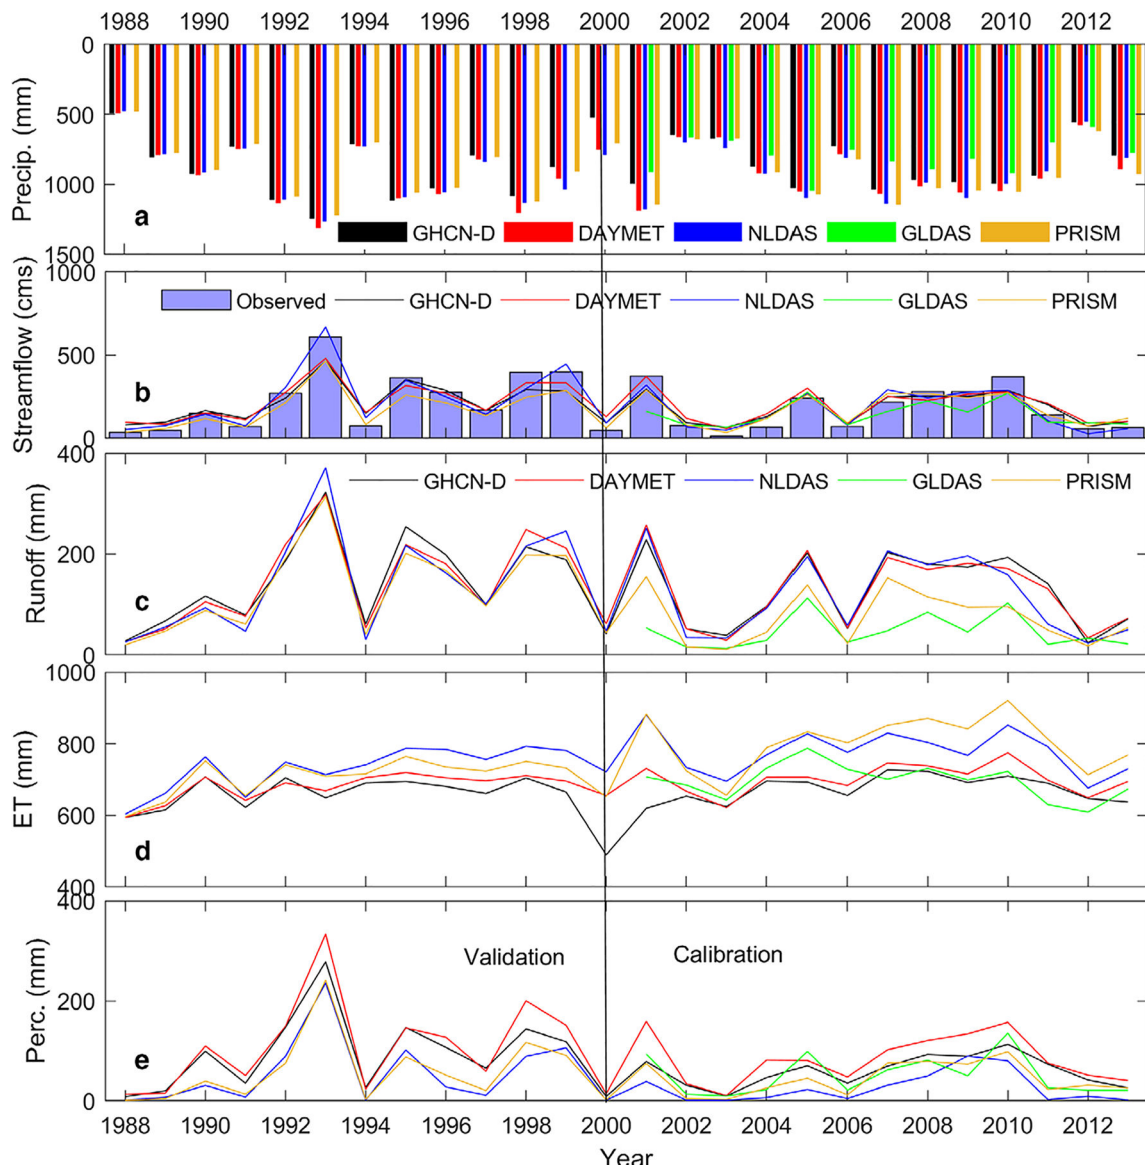 1988 1990 1992 1994 1996 1998 2000 2002 2004 2006 2008 2010 2012
0
500
1000
1500
Precip. (mm)
a
GHCN-D DAYMET NLDAS GLDAS PRISM
1000
500
0
Streamflow (cms)
Observed GHCN-D DAYMET NLDAS GLDAS PRISM
b
400
200
0
Runoff (mm)
GHCN-D DAYMET NLDAS GLDAS PRISM
c
1000
800
600
400
ET (mm)
d
400
200
0
Perc. (mm)
Validation Calibration
e
1988 1990 1992 1994 1996 1998 2000 2002 2004 2006 2008 2010 2012
Year